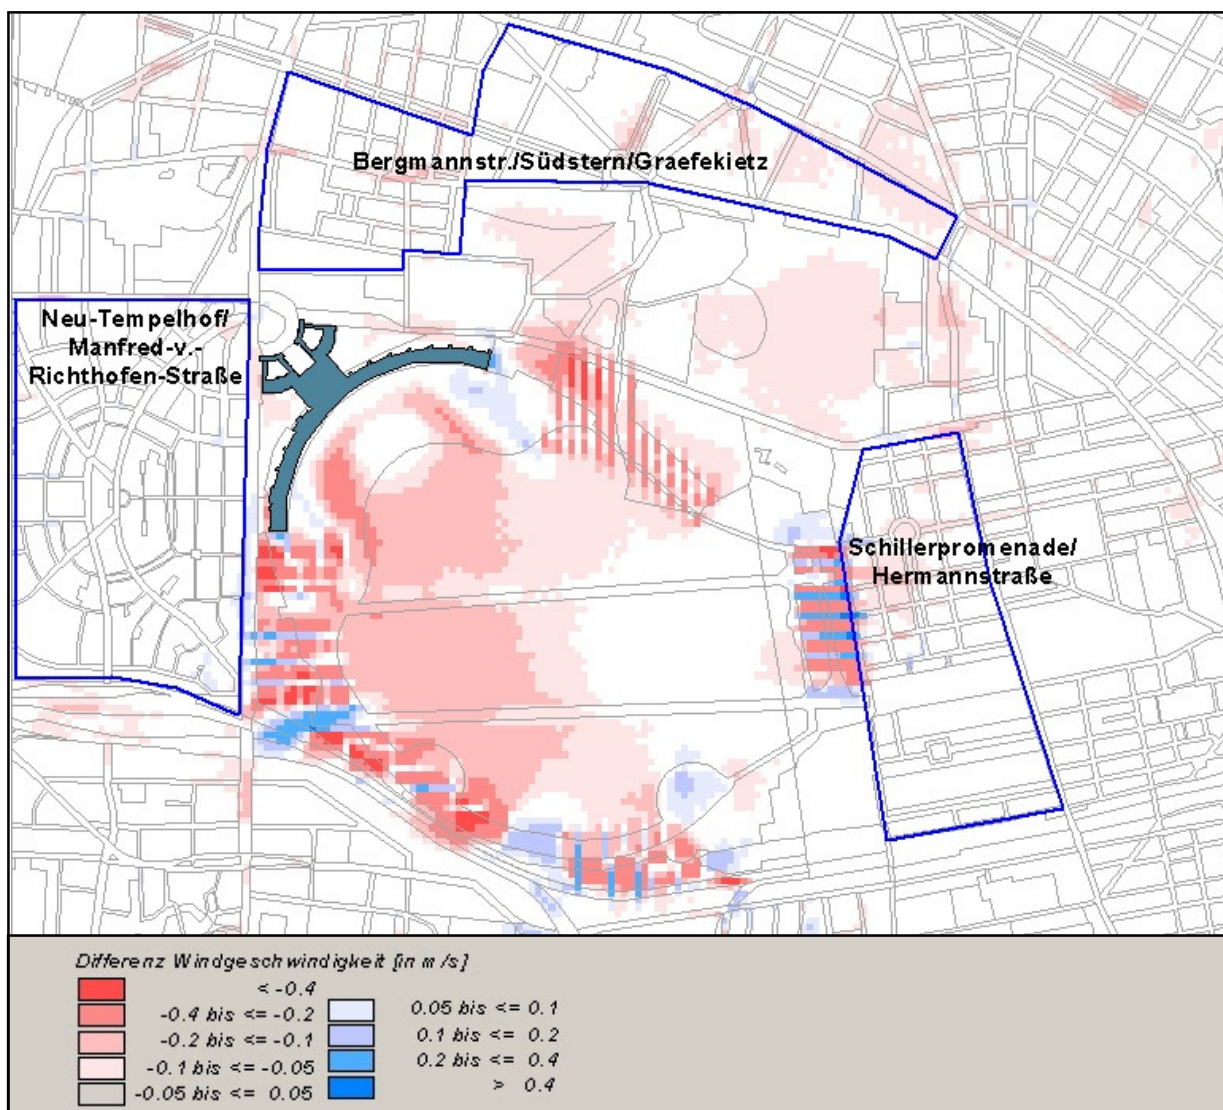 Bergmannstr./Südstern/Graefekietz
Neu-Tempelhof/
Manfred-v.-
Richthofen-Straße
Schillerpromenade/
Hermannstraße
Differenz Windgeschwindigkeit [in m/s]
< -0.4
-0.4 bis <= -0.2
-0.2 bis <= -0.1
-0.1 bis <= -0.05
-0.05 bis <= 0.05
0.05 bis <= 0.1
0.1 bis <= 0.2
0.2 bis <= 0.4
> 0.4